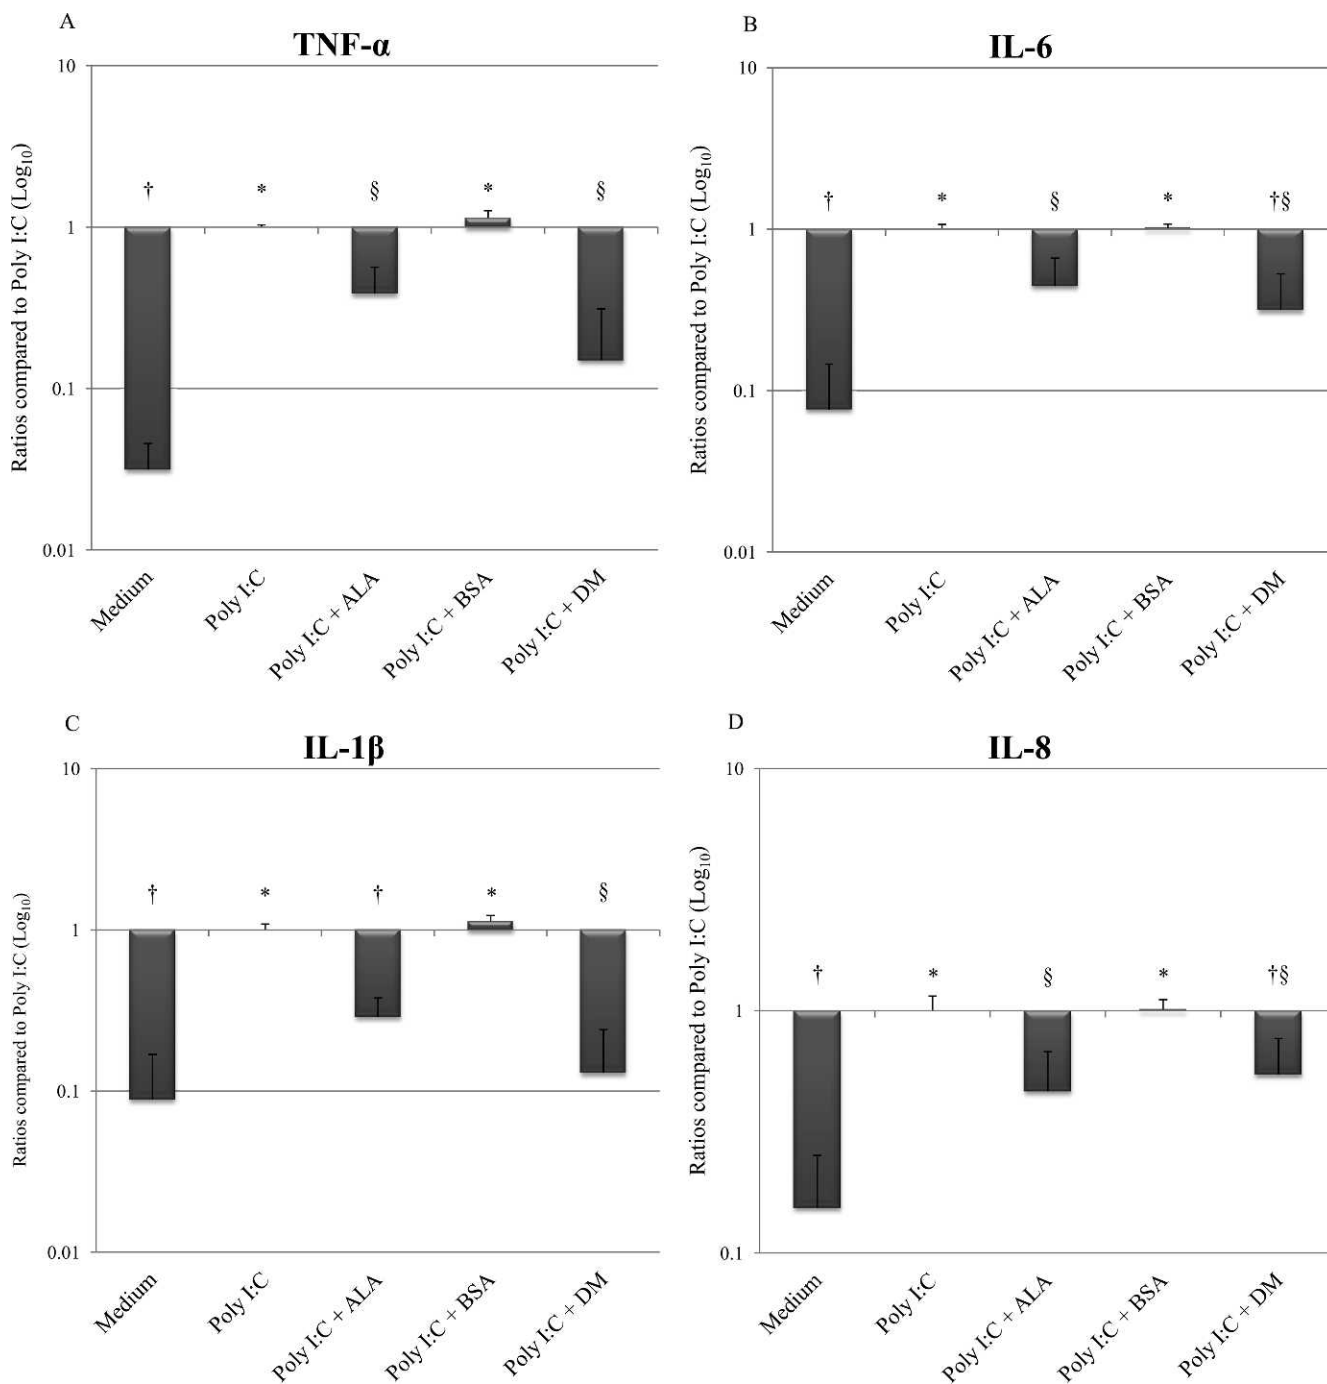 A
TNF-α
Ratios compared to Poly I:C (Log10)
10
1
0.1
0.01
† * § * §
Medium
Poly I:C
Poly I:C + ALA
Poly I:C + BSA
Poly I:C + DM
B
IL-6
Ratios compared to Poly I:C (Log10)
10
1
0.1
0.01
† * § * †§
Medium
Poly I:C
Poly I:C + ALA
Poly I:C + BSA
Poly I:C + DM
C
IL-1β
Ratios compared to Poly I:C (Log10)
10
1
0.1
0.01
† * † * §
Medium
Poly I:C
Poly I:C + ALA
Poly I:C + BSA
Poly I:C + DM
D
IL-8
Ratios compared to Poly I:C (Log10)
10
1
0.1
† * § * †§
Medium
Poly I:C
Poly I:C + ALA
Poly I:C + BSA
Poly I:C + DM